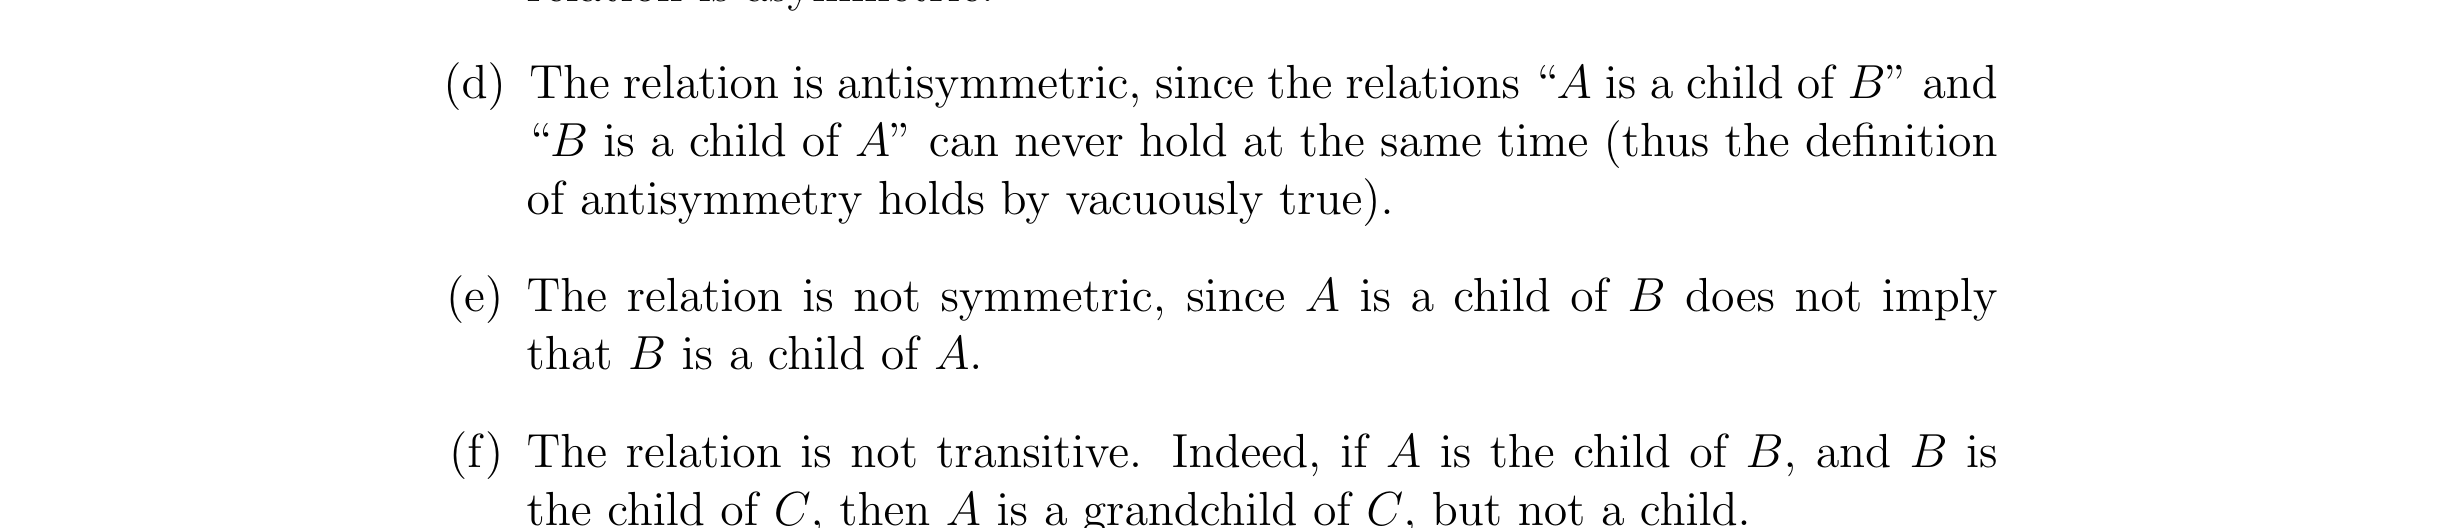 relation is asymmetric.
(d) The relation is antisymmetric, since the relations “A is a child of B” and
“B is a child of A” can never hold at the same time (thus the definition
of antisymmetry holds by vacuously true).
(e) The relation is not symmetric, since A is a child of B does not imply
that B is a child of A.
(f) The relation is not transitive. Indeed, if A is the child of B, and B is
the child of C, then A is a grandchild of C, but not a child.